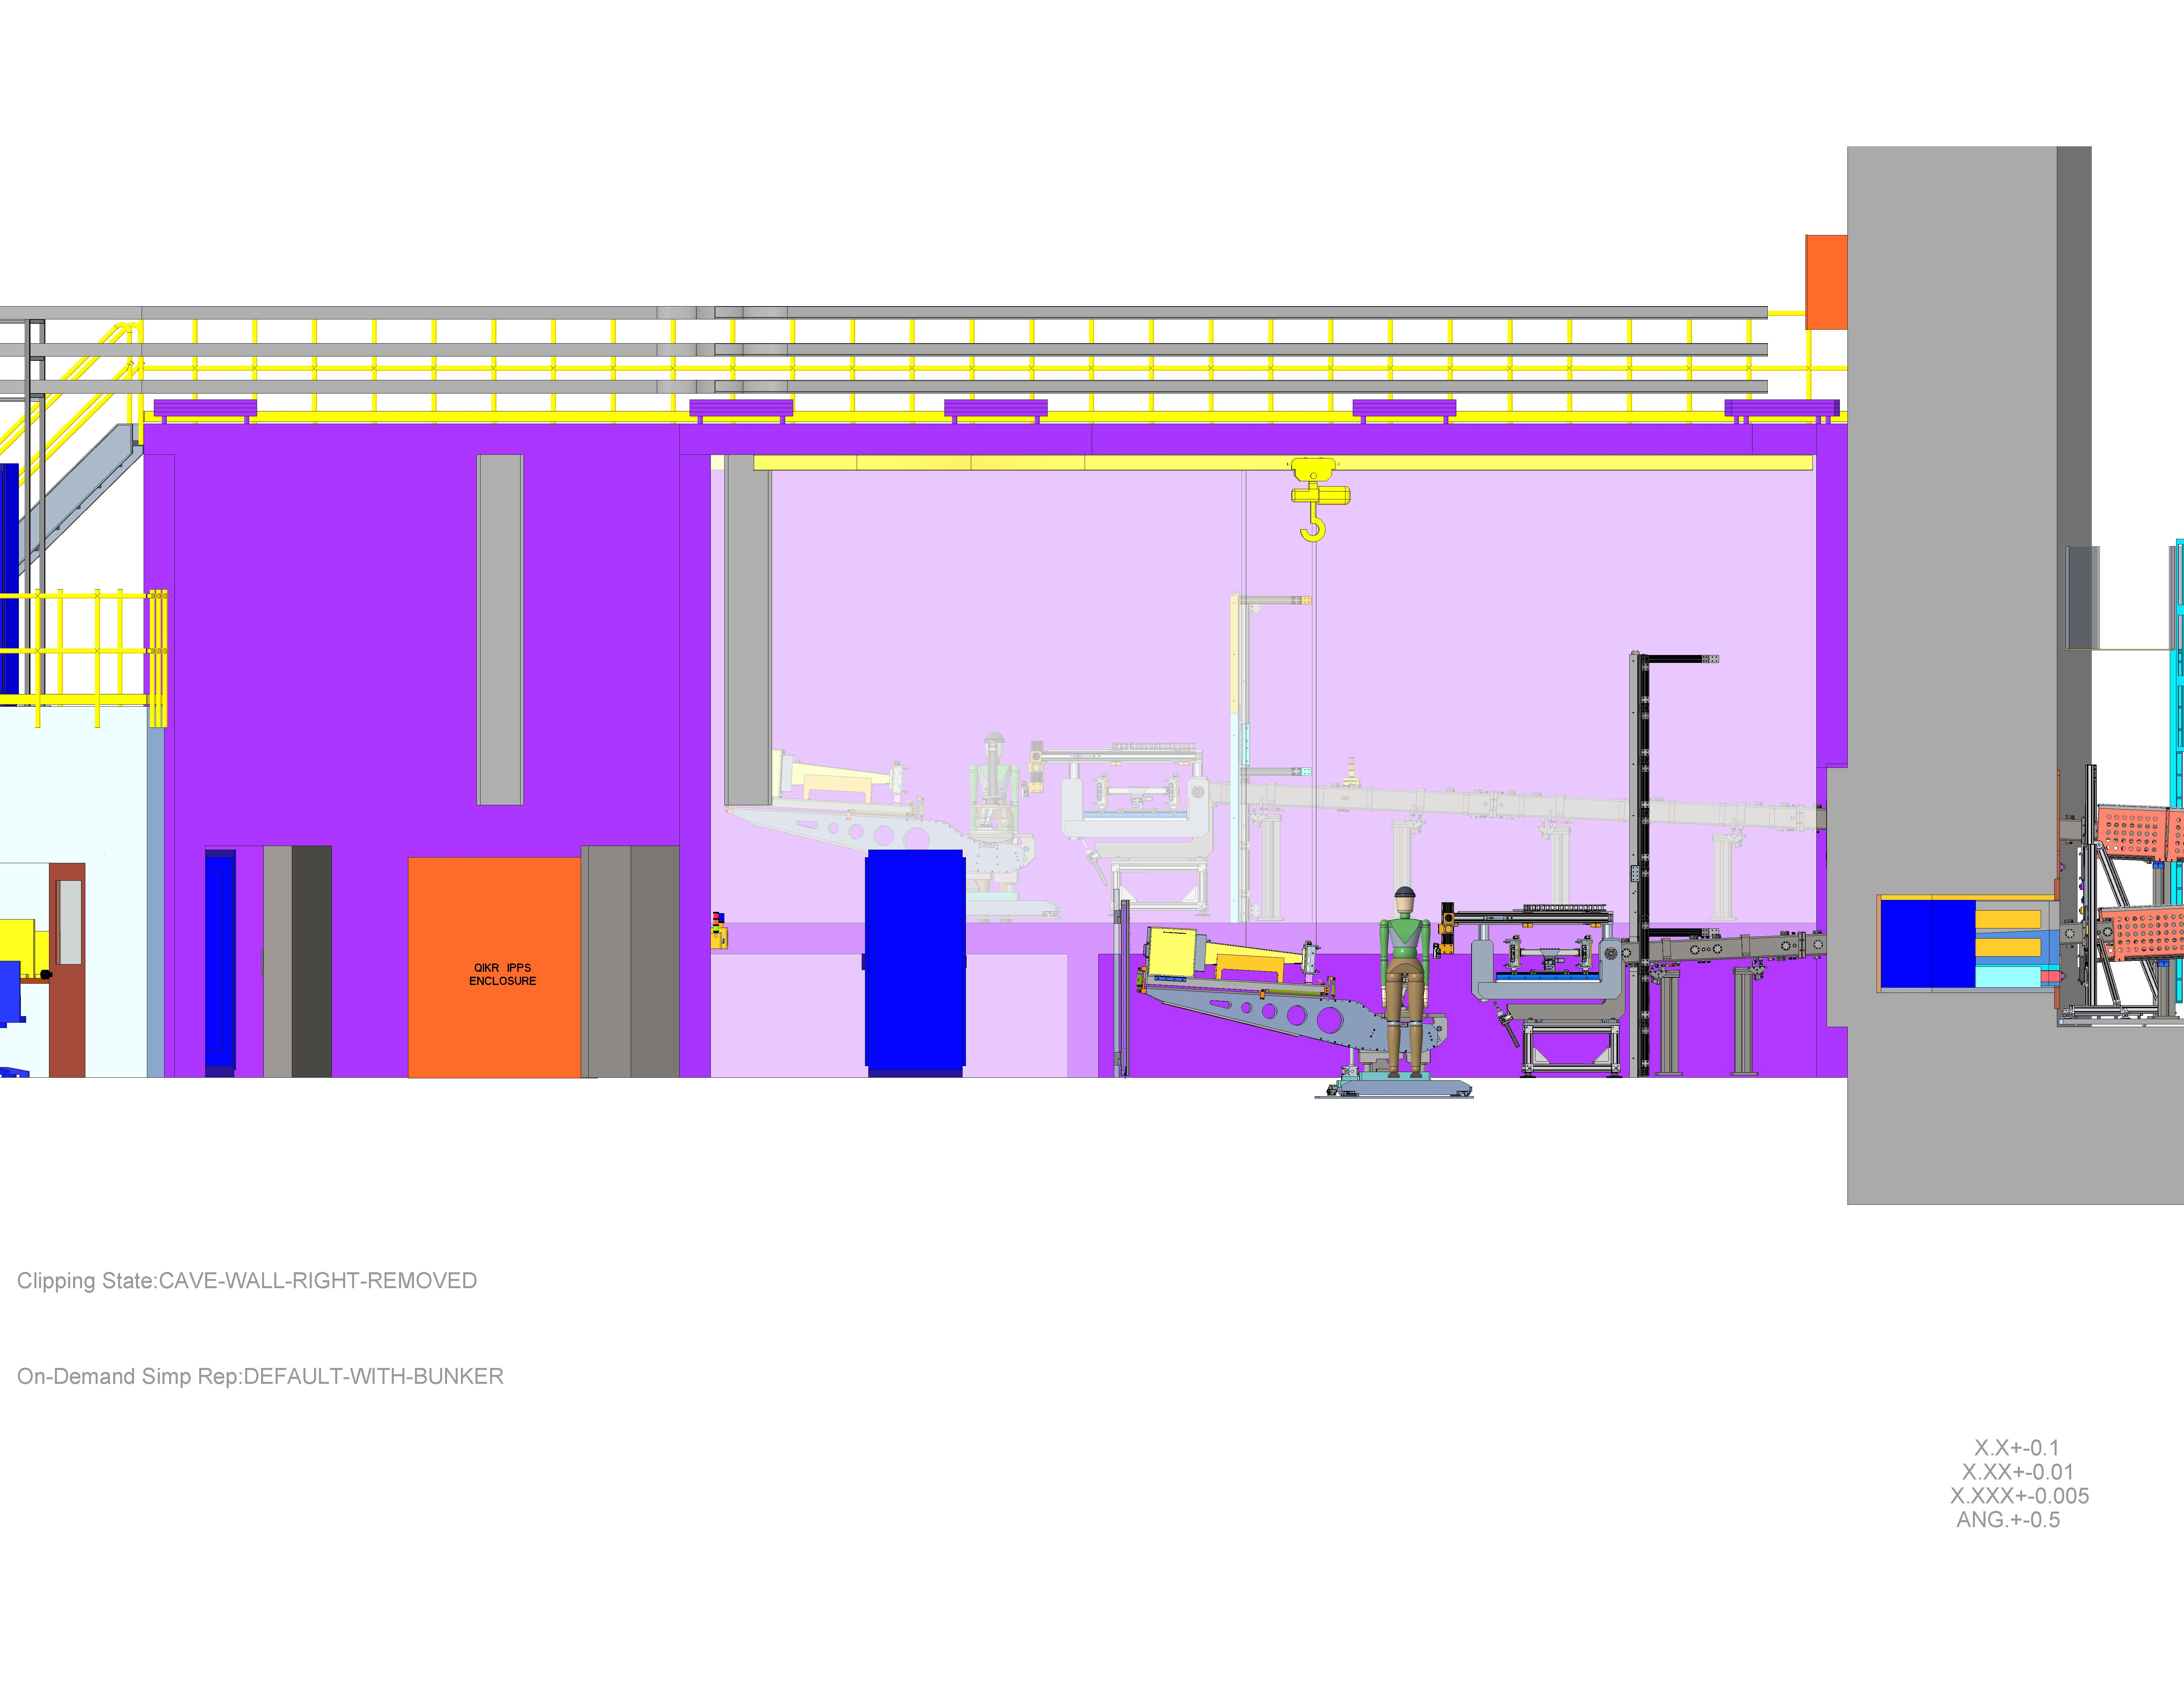 QIKR IPPS
ENCLOSURE
Clipping State:CAVE-WALL-RIGHT-REMOVED
On-Demand Simp Rep:DEFAULT-WITH-BUNKER
X.X+-0.1
X.XX+-0.01
X.XXX+-0.005
ANG.+-0.5